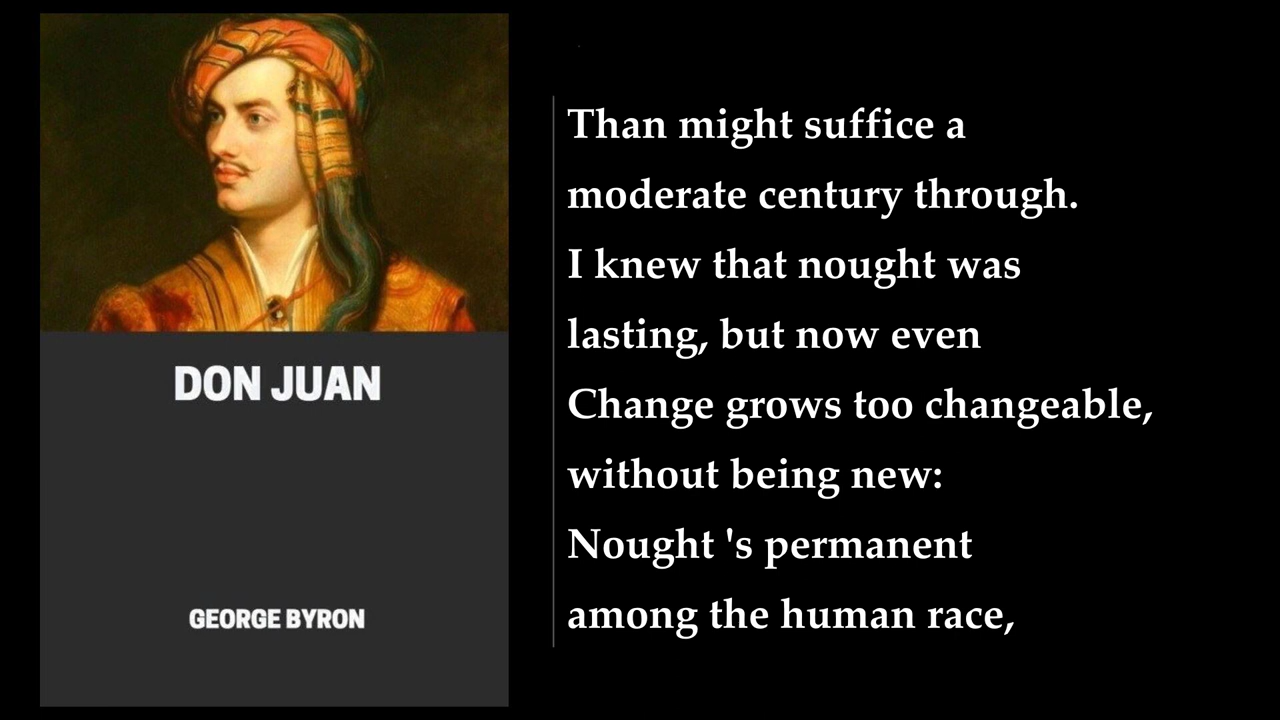 DON JUAN
GEORGE BYRON
Than might suffice a
moderate century through.
I knew that nought was
lasting, but now even
Change grows too changeable,
without being new:
Nought 's permanent
among the human race,